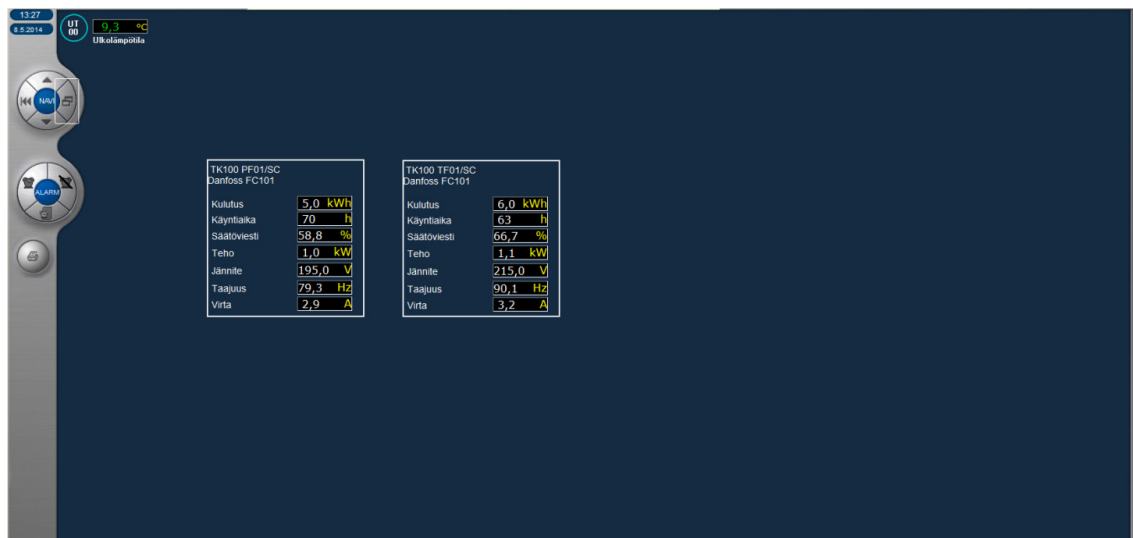 13:27
8.5.2014
UT
00
9,3 °C
Ulkolämpötila
NAVI
ALARM
TK100 PF01/SC
Danfoss FC101
Kulutus 5,0 kWh
Käyntiaika 70 h
Säätöviesti 58,8 %
Teho 1,0 kW
Jännite 195,0 V
Taajuus 79,3 Hz
Virta 2,9 A
TK100 TF01/SC
Danfoss FC101
Kulutus 6,0 kWh
Käyntiaika 63 h
Säätöviesti 66,7 %
Teho 1,1 kW
Jännite 215,0 V
Taajuus 90,1 Hz
Virta 3,2 A